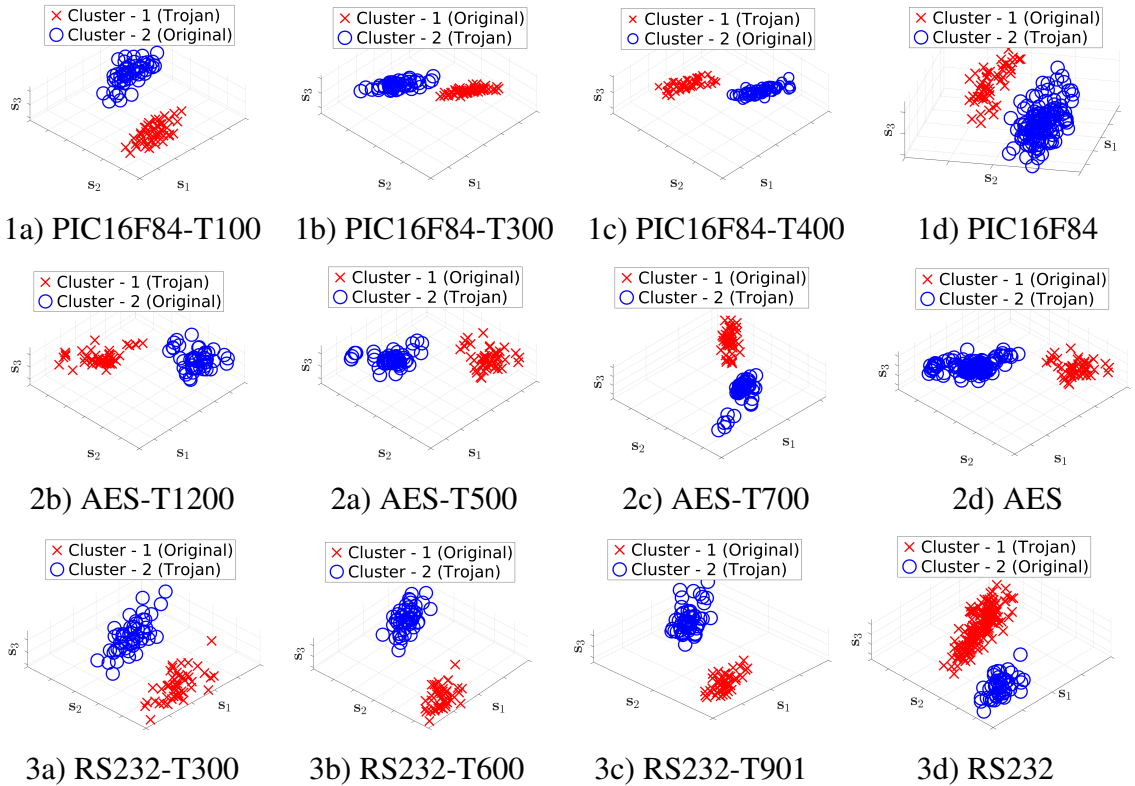 Cluster - 1 (Trojan)
Cluster - 2 (Original)
s3
s2
s1
1a) PIC16F84-T100
Cluster - 1 (Original)
Cluster - 2 (Trojan)
s3
s2
s1
1b) PIC16F84-T300
Cluster - 1 (Original)
Cluster - 2 (Trojan)
s3
s2
s1
1c) PIC16F84-T400
Cluster - 1 (Original)
Cluster - 2 (Trojan)
s3
s2
s1
1d) PIC16F84
Cluster - 1 (Trojan)
Cluster - 2 (Original)
s3
s2
s1
2b) AES-T1200
Cluster - 1 (Original)
Cluster - 2 (Trojan)
s3
s2
s1
2a) AES-T500
Cluster - 1 (Original)
Cluster - 2 (Trojan)
s3
s2
s1
2c) AES-T700
Cluster - 1 (Original)
Cluster - 2 (Trojan)
s3
s2
s1
2d) AES
Cluster - 1 (Original)
Cluster - 2 (Trojan)
s3
s2
s1
3a) RS232-T300
Cluster - 1 (Original)
Cluster - 2 (Trojan)
s3
s2
s1
3b) RS232-T600
Cluster - 1 (Original)
Cluster - 2 (Trojan)
s3
s2
s1
3c) RS232-T901
Cluster - 1 (Trojan)
Cluster - 2 (Original)
s3
s2
s1
3d) RS232